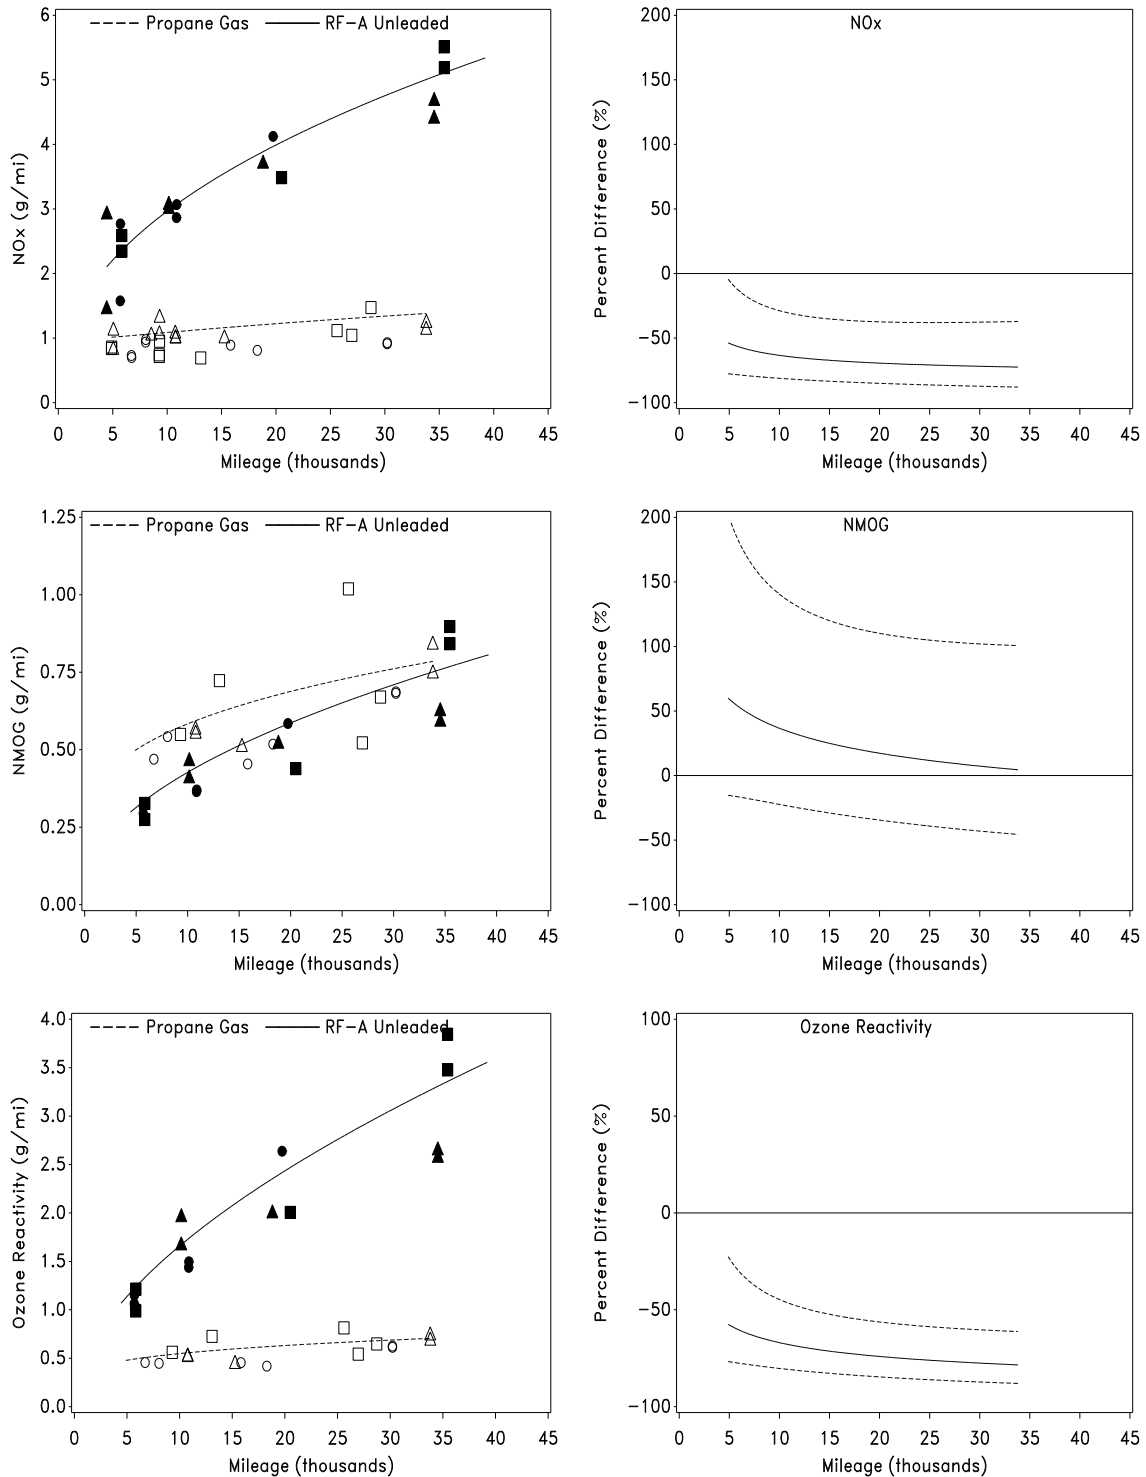 Propane Gas RF-A Unleaded
6
5
4
3
2
1
0
NOx (g/mi)
0 5 10 15 20 25 30 35 40 45
Mileage (thousands)
NOx
200
150
100
50
0
-50
-100
Percent Difference (%)
0 5 10 15 20 25 30 35 40 45
Mileage (thousands)
Propane Gas RF-A Unleaded
1.25
1.00
0.75
0.50
0.25
0.00
NMOG (g/mi)
0 5 10 15 20 25 30 35 40 45
Mileage (thousands)
NMOG
200
150
100
50
0
-50
-100
Percent Difference (%)
0 5 10 15 20 25 30 35 40 45
Mileage (thousands)
Propane Gas RF-A Unleaded
4.0
3.5
3.0
2.5
2.0
1.5
1.0
0.5
0.0
Ozone Reactivity (g/mi)
0 5 10 15 20 25 30 35 40 45
Mileage (thousands)
Ozone Reactivity
100
50
0
-50
-100
Percent Difference (%)
0 5 10 15 20 25 30 35 40 45
Mileage (thousands)